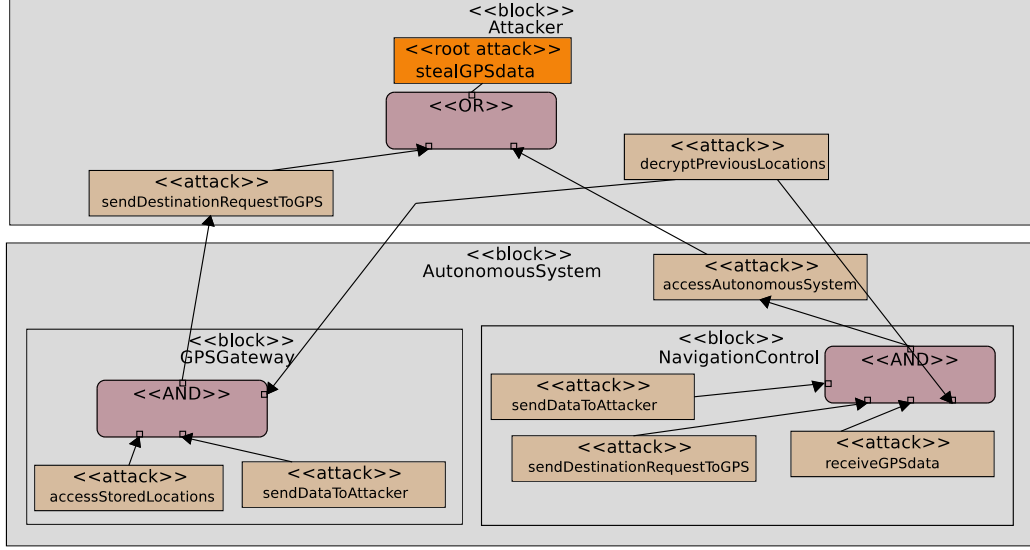 <<block>>
Attacker
<<root attack>>
stealGPSdata
<<OR>>
<<attack>>
decryptPreviousLocations
<<attack>>
sendDestinationRequestToGPS
<<block>>
AutonomousSystem
<<attack>>
accessAutonomousSystem
<<block>>
GPSGateway
<<AND>>
<<attack>>
accessStoredLocations
<<attack>>
sendDataToAttacker
<<block>>
NavigationControl
<<AND>>
<<attack>>
sendDataToAttacker
<<attack>>
sendDestinationRequestToGPS
<<attack>>
receiveGPSdata